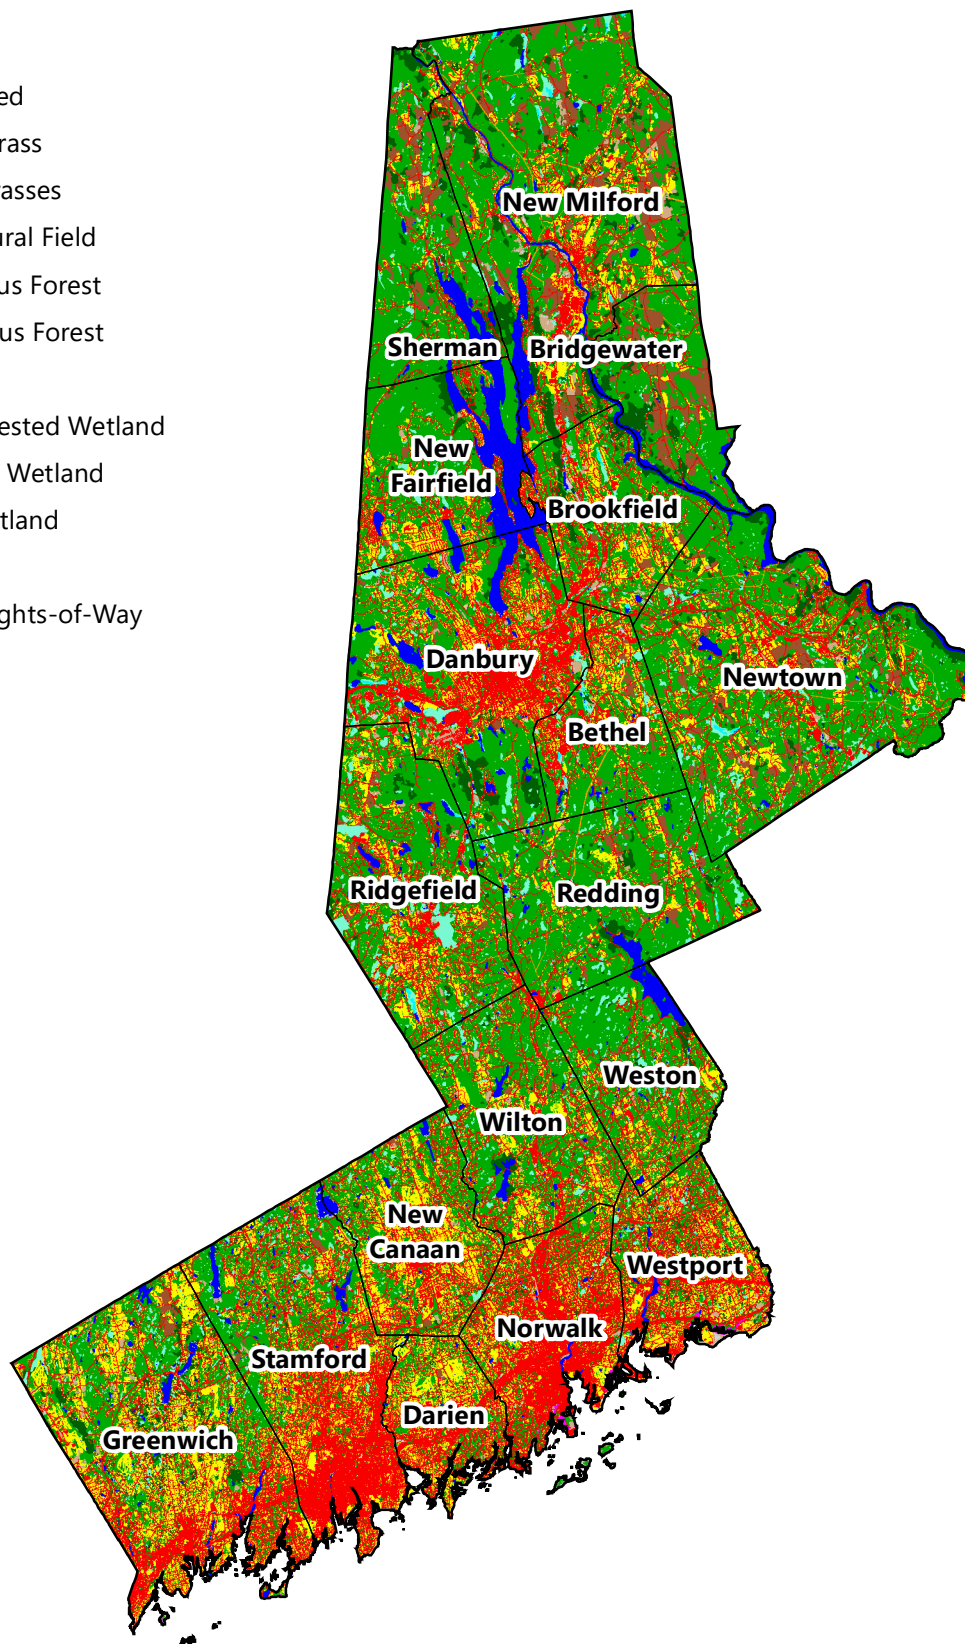 ed
rass
rasses
ural Field
us Forest
us Forest
ested Wetland
Wetland
tland
ghts-of-Way
New Milford
Sherman
Bridgewater
New
Fairfield
Brookfield
Danbury
Newtown
Bethel
Ridgefield
Redding
Weston
Wilton
New
Canaan
Westport
Norwalk
Stamford
Darien
Greenwich